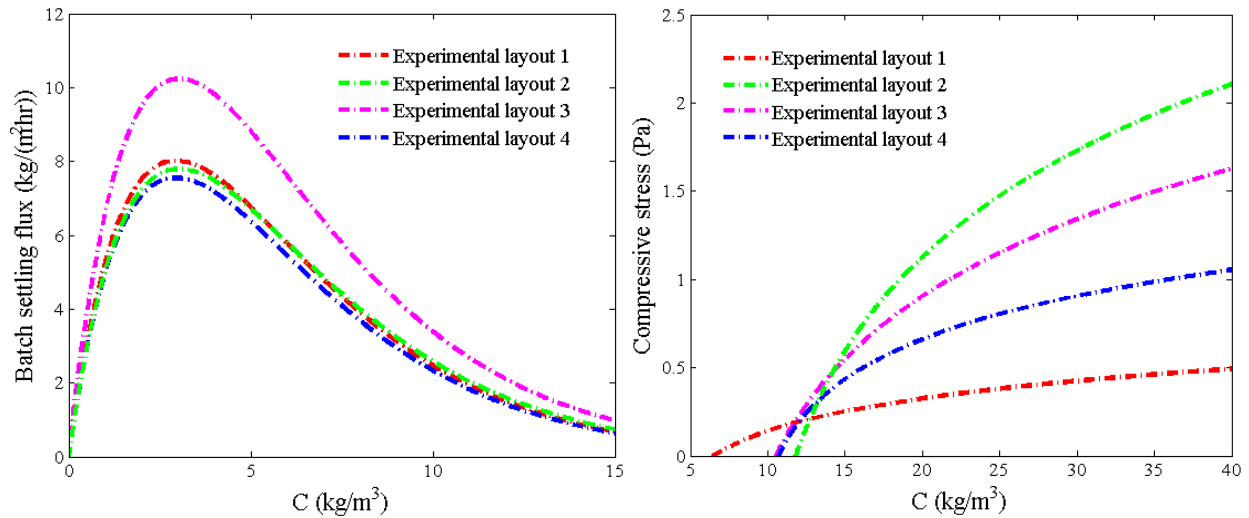 12
10
8
6
4
2
0
Batch settling flux (kg/(m²hr))
Experimental layout 1
Experimental layout 2
Experimental layout 3
Experimental layout 4
0 5 10 15
C (kg/m³)
2.5
2
1.5
1
0.5
0
Compressive stress (Pa)
Experimental layout 1
Experimental layout 2
Experimental layout 3
Experimental layout 4
5 10 15 20 25 30 35 40
C (kg/m³)